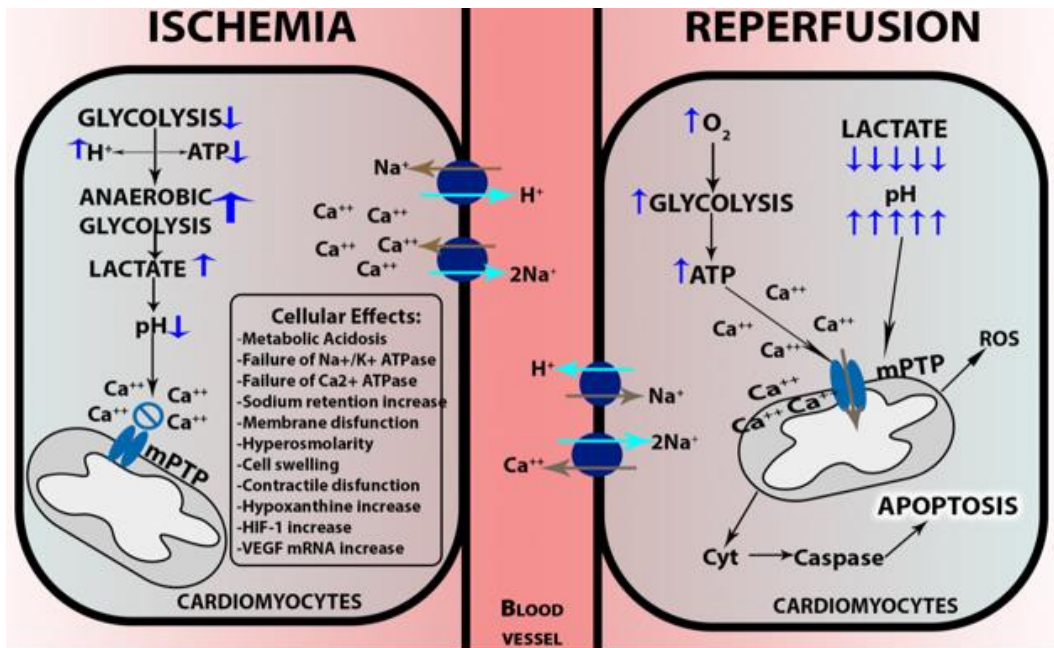 ISCHEMIA
GLYCOLYSIS↓
↑H⁺ ATP↓
ANAEROBIC↑
GLYCOLYSIS
LACTATE ↑
pH↓
Ca⁺⁺
Ca⁺⁺
Ca⁺⁺
Ca⁺⁺
mPTP
Na⁺
H⁺
Ca⁺⁺
Ca⁺⁺
Ca⁺⁺
Ca⁺⁺
Ca⁺⁺
2Na⁺
Cellular Effects:
-Metabolic Acidosis
-Failure of Na+/K+ ATPase
-Failure of Ca2+ ATPase
-Sodium retention increase
-Membrane disfunction
-Hyperosmolarity
-Cell swelling
-Contractile disfunction
-Hypoxanthine increase
-HIF-1 increase
-VEGF mRNA increase
CARDIOMYOCYTES
BLOOD
VESSEL
REPERFUSION
↑O₂
↑GLYCOLYSIS
↑ATP
LACTATE
↓↓↓↓↓
pH
↑↑↑↑↑
Ca⁺⁺
Ca⁺⁺
Ca⁺⁺
Ca⁺⁺
Ca⁺⁺
Ca⁺⁺
Ca⁺⁺
mPTP
ROS
H⁺
Na⁺
2Na⁺
Ca⁺⁺
Cyt
Caspase
APOPTOSIS
CARDIOMYOCYTES